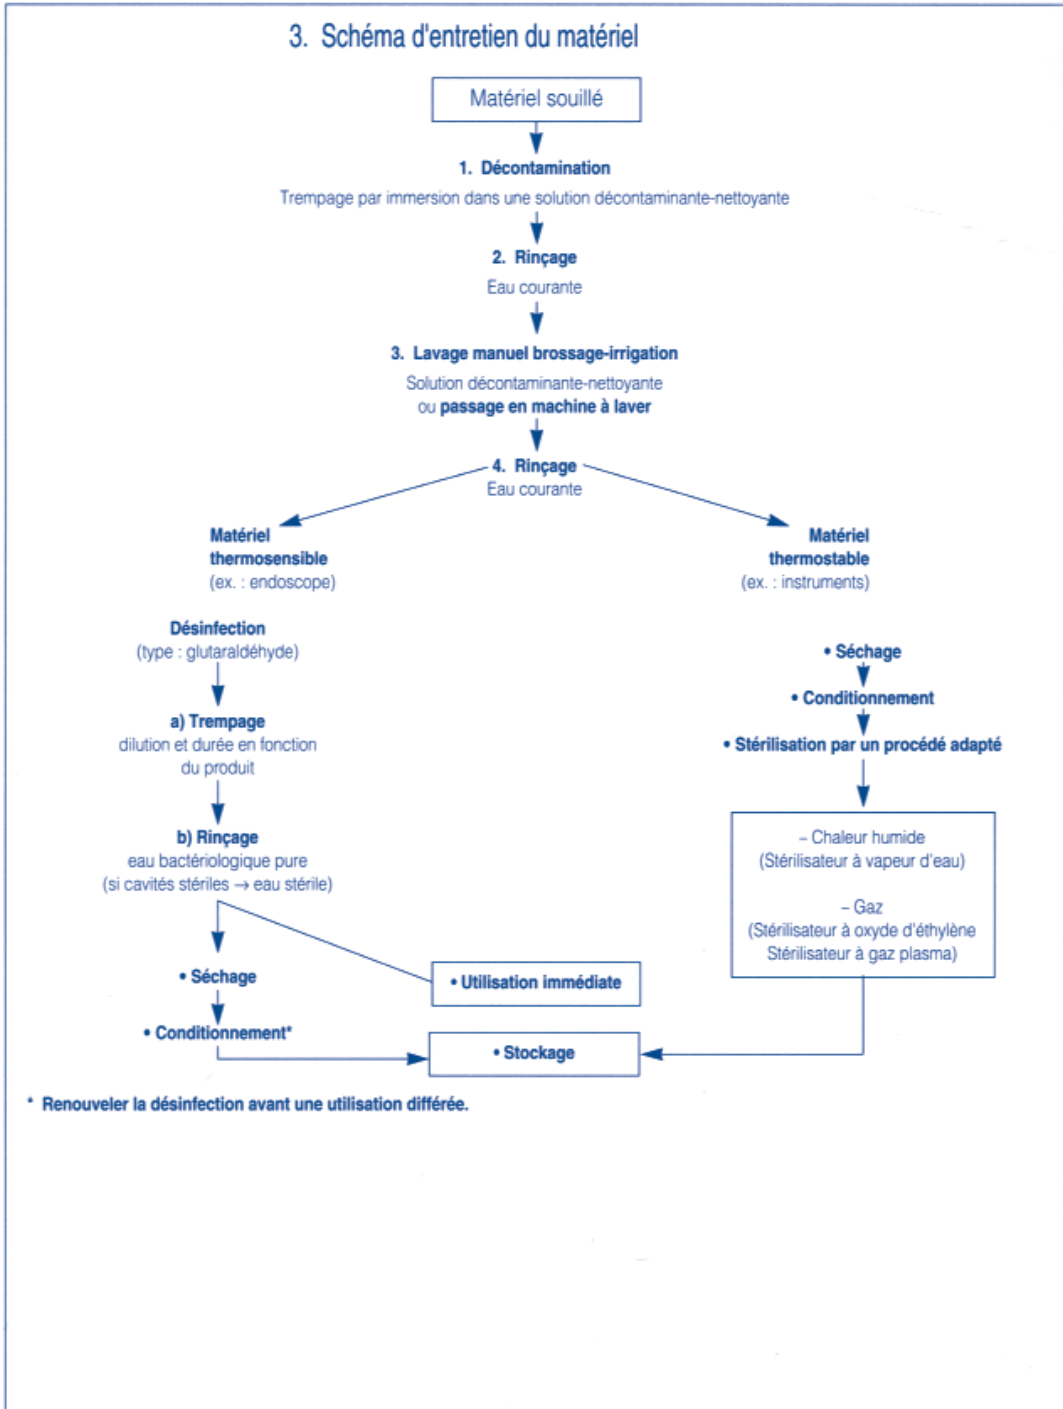 3. Schéma d'entretien du matériel
Matériel souillé
1. Décontamination
Trempage par immersion dans une solution décontaminante-nettoyante
2. Rinçage
Eau courante
3. Lavage manuel brossage-irrigation
Solution décontaminante-nettoyante
ou passage en machine à laver
4. Rinçage
Eau courante
Matériel
thermosensible
(ex. : endoscope)
Désinfection
(type : glutaraldéhyde)
a) Trempage
dilution et durée en fonction
du produit
b) Rinçage
eau bactériologique pure
(si cavités stériles → eau stérile)
• Séchage
• Conditionnement*
• Utilisation immédiate
• Stockage
Matériel
thermostable
(ex. : instruments)
• Séchage
• Conditionnement
• Stérilisation par un procédé adapté
– Chaleur humide
(Stérilisateur à vapeur d'eau)
– Gaz
(Stérilisateur à oxyde d'éthylène
Stérilisateur à gaz plasma)
* Renouveler la désinfection avant une utilisation différée.